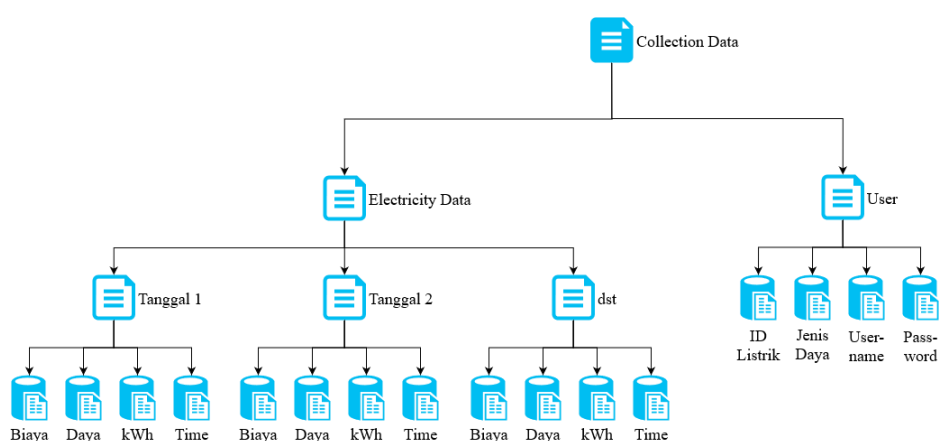 Collection Data
Electricity Data
User
Tanggal 1
Tanggal 2
dst
ID
Listrik
Jenis
Daya
User-
name
Pass-
word
Biaya
Daya
kWh
Time
Biaya
Daya
kWh
Time
Biaya
Daya
kWh
Time